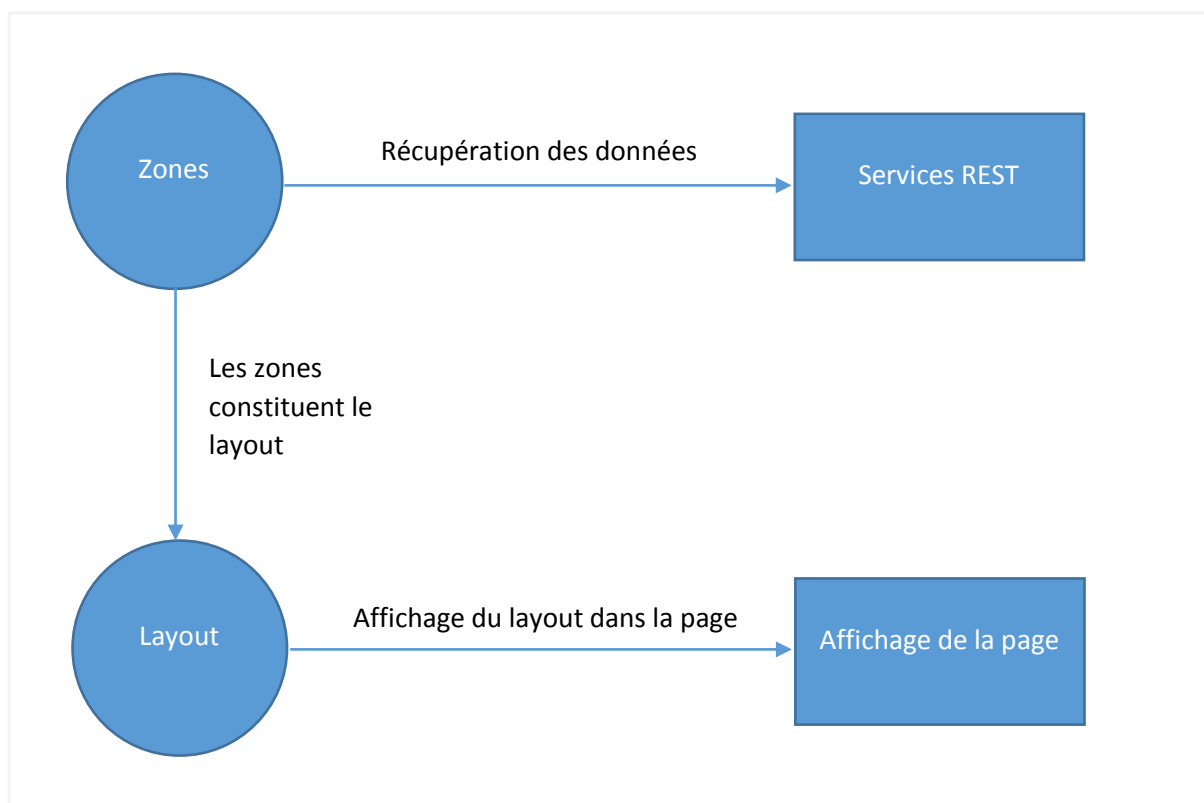 Zones
Récupération des données
Services REST
Les zones
constituent le
layout
Layout
Affichage du layout dans la page
Affichage de la page